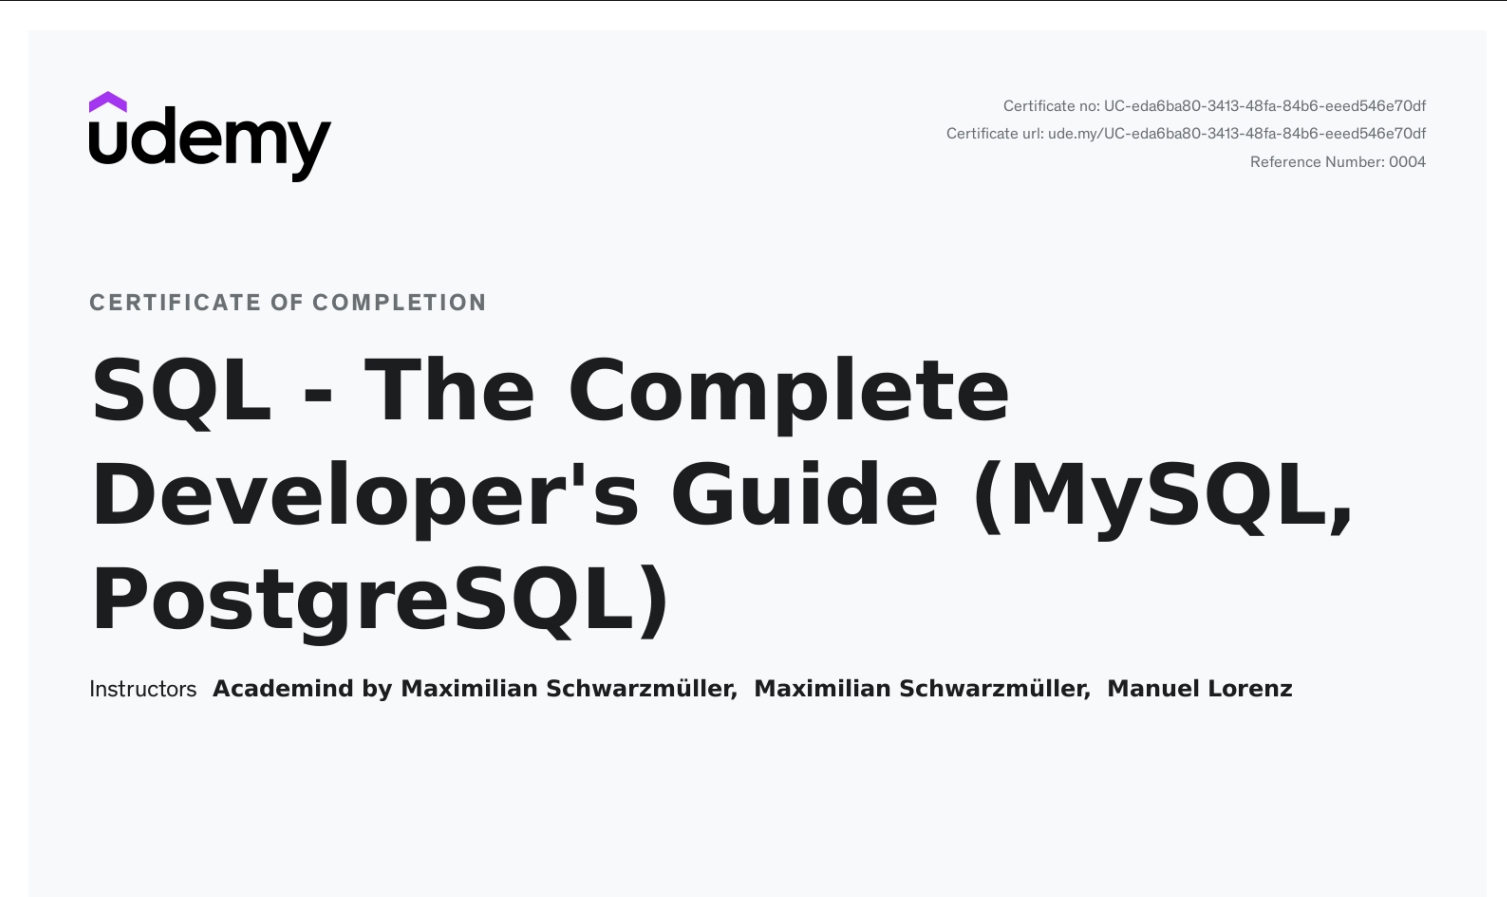 udemy
Certificate no: UC-eda6ba80-3413-48fa-84b6-eeed546e70df
Certificate url: ude.my/UC-eda6ba80-3413-48fa-84b6-eeed546e70df
Reference Number: 0004
CERTIFICATE OF COMPLETION
SQL - The Complete
Developer's Guide (MySQL,
PostgreSQL)
Instructors Academind by Maximilian Schwarzmüller, Maximilian Schwarzmüller, Manuel Lorenz